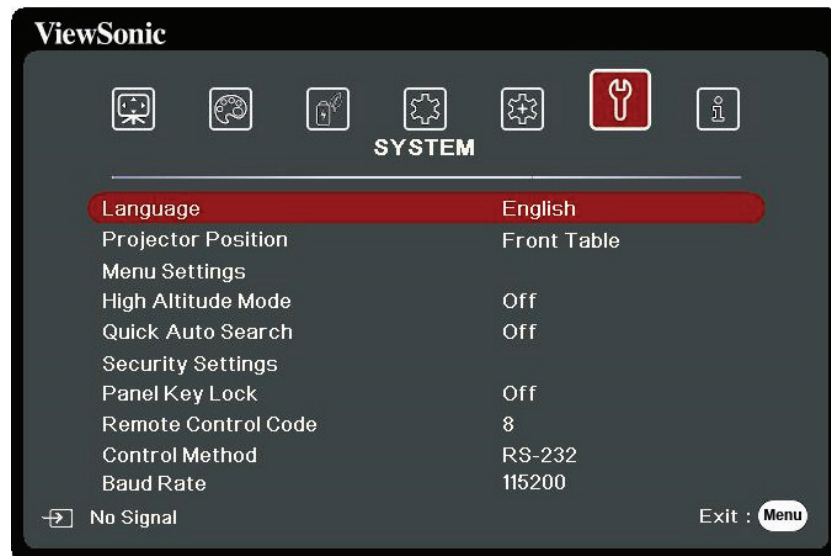 ViewSonic
SYSTEM
Language English
Projector Position Front Table
Menu Settings
High Altitude Mode Off
Quick Auto Search Off
Security Settings
Panel Key Lock Off
Remote Control Code 8
Control Method RS-232
Baud Rate 115200
No Signal Exit : Menu